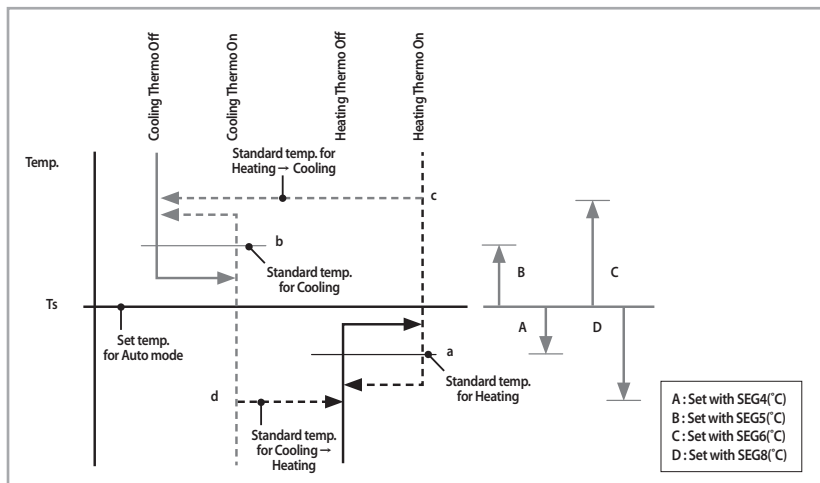 Cooling Thermo Off
Cooling Thermo On
Heating Thermo Off
Heating Thermo On
Temp.
Standard temp. for
Heating → Cooling
c
b
Standard temp.
for Cooling
B
C
Ts
Set temp.
for Auto mode
A
D
a
Standard temp.
for Heating
d
Standard temp.
for Cooling →
Heating
A : Set with SEG4(˚C)
B : Set with SEG5(˚C)
C : Set with SEG6(˚C)
D : Set with SEG8(˚C)